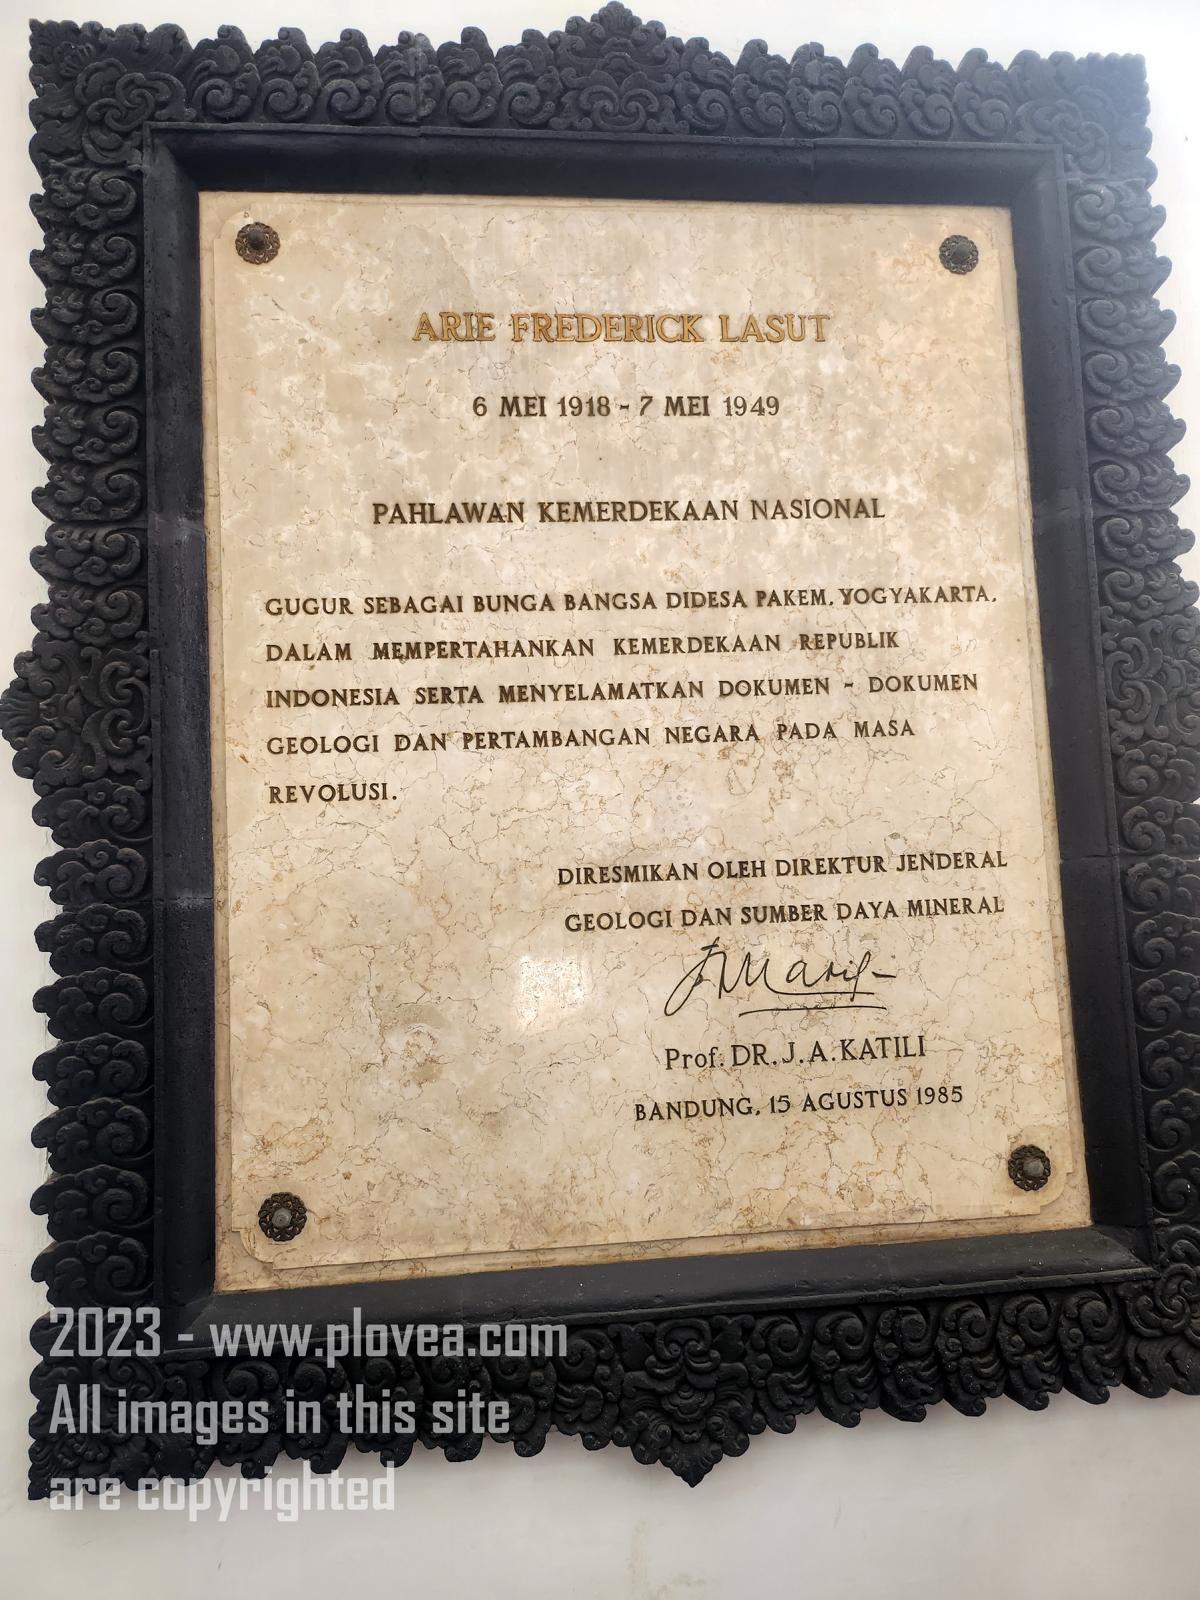 ARIE FREDERICK LASUT
6 MEI 1918 - 7 MEI 1949
PAHLAWAN KEMERDEKAAN NASIONAL
GUGUR SEBAGAI BUNGA BANGSA DIDESA PAKEM, YOGYAKARTA,
DALAM MEMPERTAHANKAN KEMERDEKAAN REPUBLIK
INDONESIA SERTA MENYELAMATKAN DOKUMEN - DOKUMEN
GEOLOGI DAN PERTAMBANGAN NEGARA PADA MASA
REVOLUSI.
DIRESMIKAN OLEH DIREKTUR JENDERAL
GEOLOGI DAN SUMBER DAYA MINERAL
Prof. DR. J. A. KATILI
BANDUNG, 15 AGUSTUS 1985
2023 - www.plovea.com
All images in this site
are copyrighted